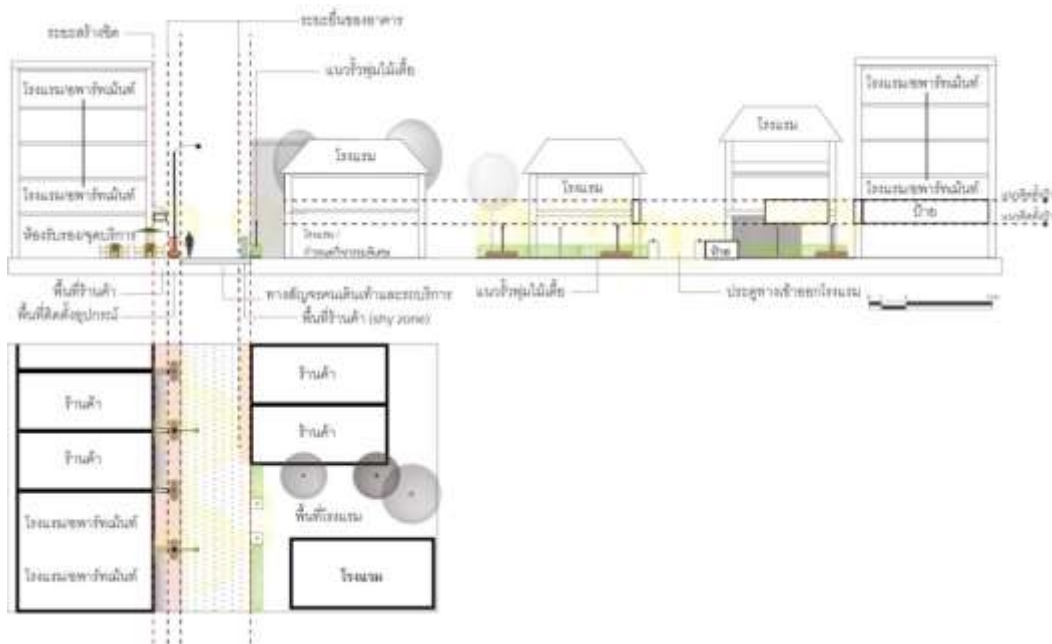 ระยะยื่นของอาคาร
ระยะสร้างชิด
แนวรั้วพุ่มไม้เตี้ย
โรงแรม/อพาร์ทเม้นท์
โรงแรม/อพาร์ทเม้นท์
โรงแรม
โรงแรม
โรงแรม
โรงแรม/อพาร์ทเม้นท์
โรงแรม/อพาร์ทเม้นท์
ป้าย
ห้องรับรอง/จุดบริการ
โรงแรม /
ป้าย
พื้นที่ร้านค้า
ทางสัญจรคนเดินเท้าและรถบริการ
แนวรั้วพุ่มไม้เตี้ย
ประตูทางเข้าออกโรงแรม
พื้นที่ติดตั้งอุปกรณ์
พื้นที่ร้านค้า (shy zone)
ร้านค้า
ร้านค้า
ร้านค้า
ร้านค้า
พื้นที่โรงแรม
โรงแรม/อพาร์ทเม้นท์
โรงแรม/อพาร์ทเม้นท์
โรงแรม